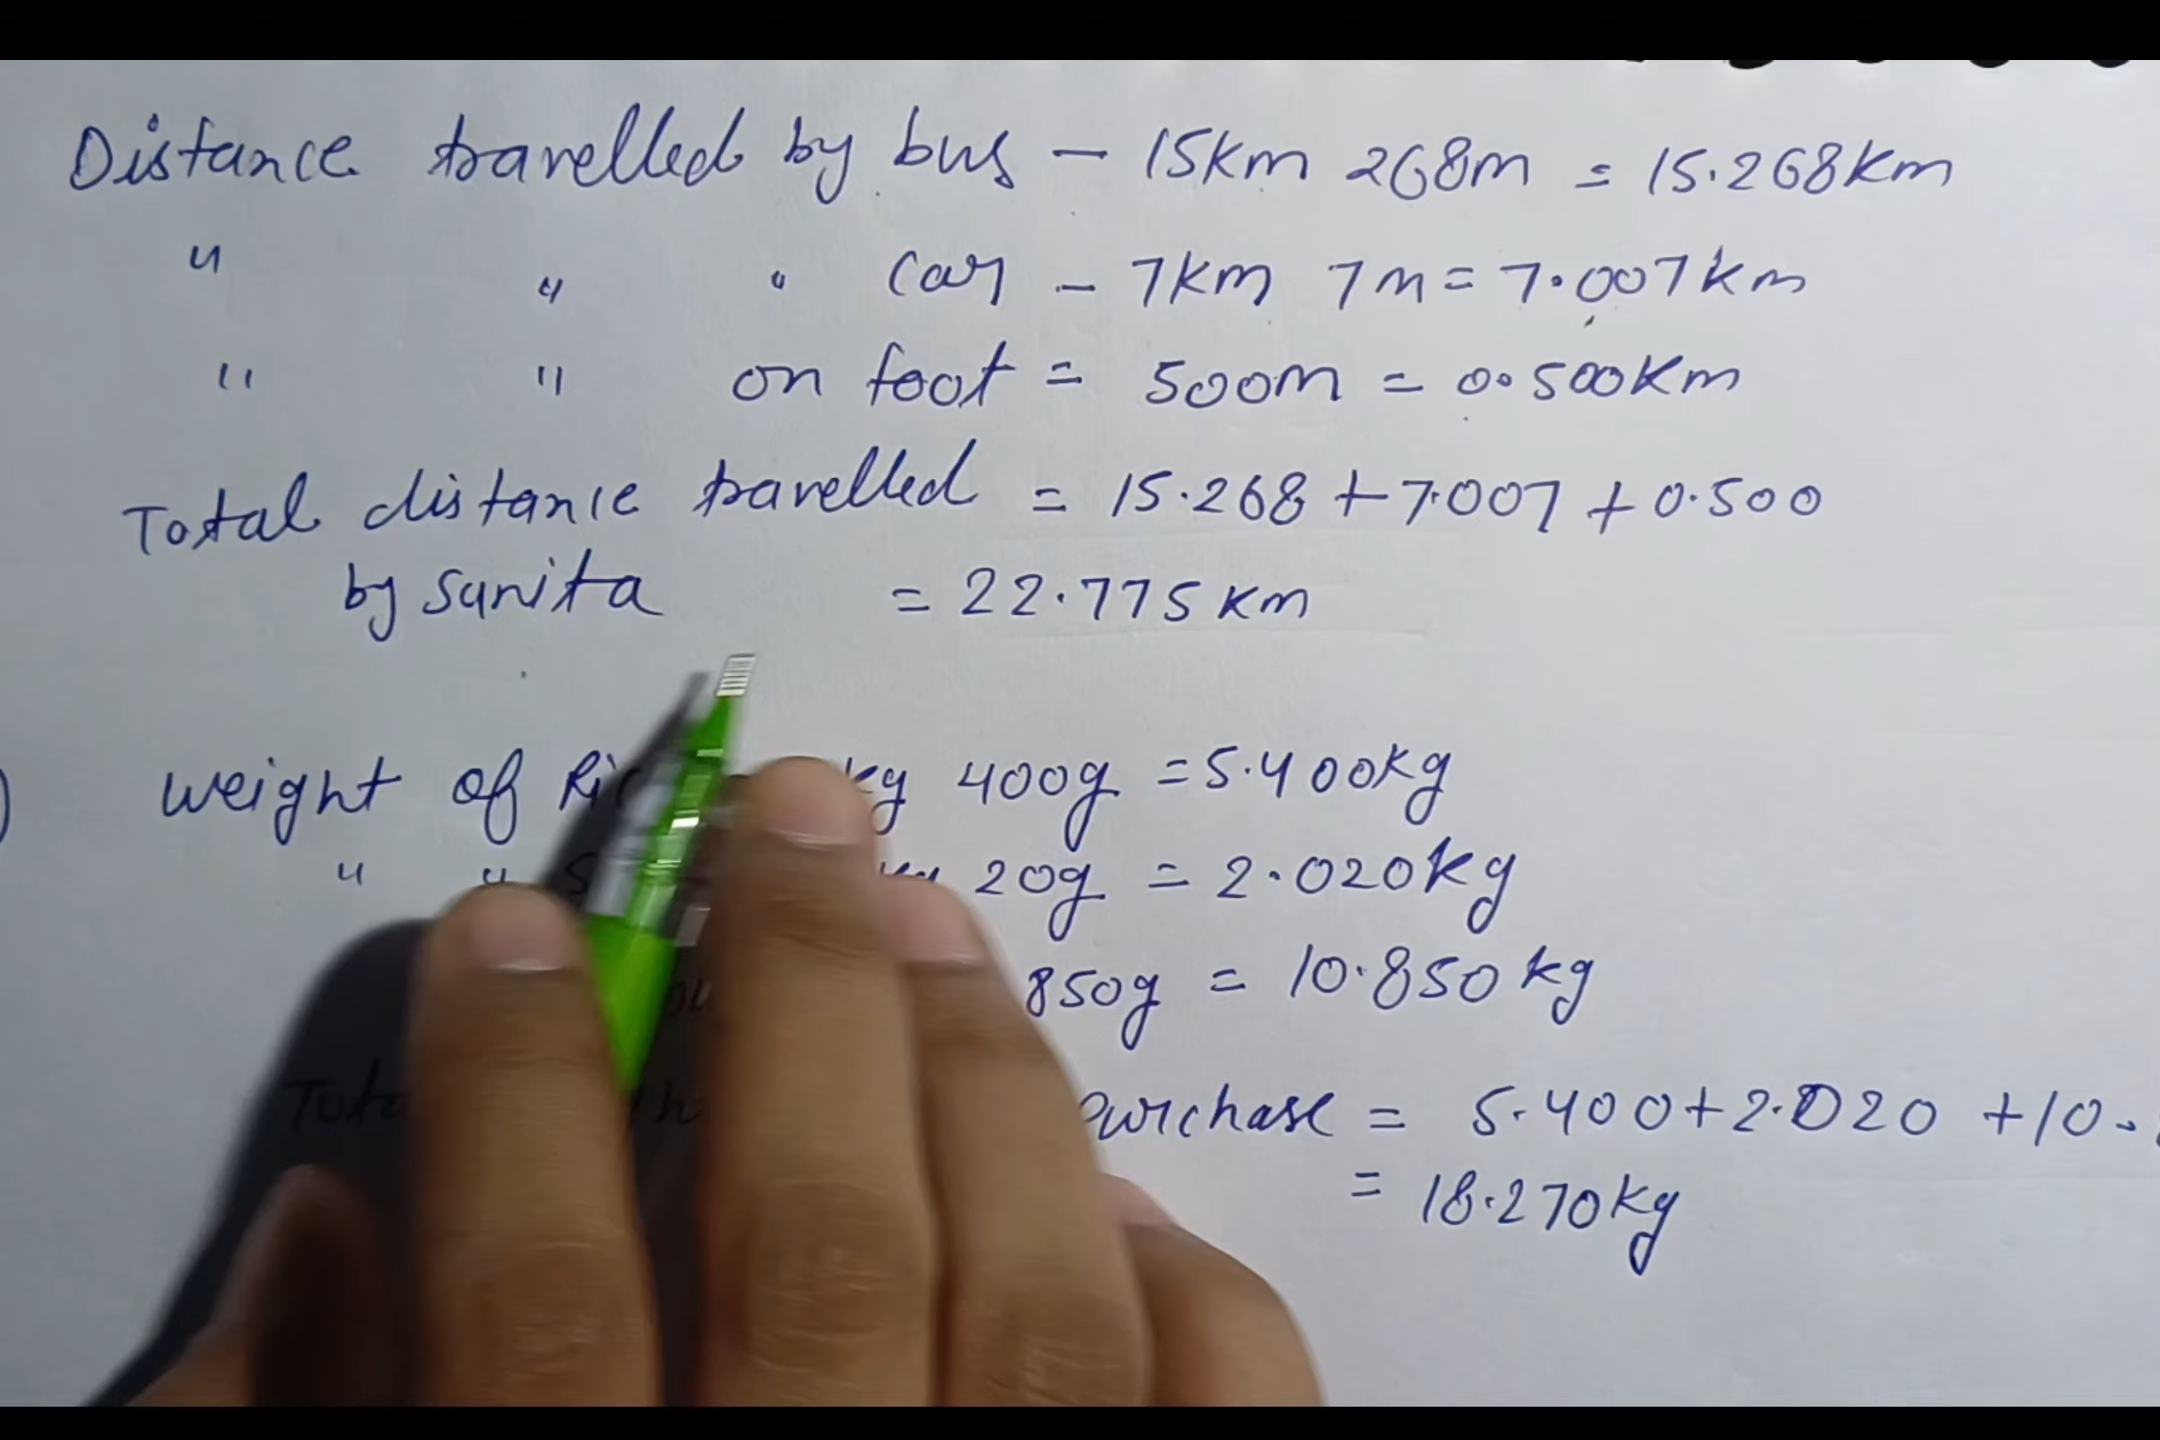 Distance travelled by bus - 15km 268m = 15.268km
" " " Car - 7km 7m = 7.007km
" " on foot = 500m = 0.500km
Total distance travelled = 15.268 + 7.007 + 0.500
by Sunita = 22.775 km
) Weight of kg 400g = 5.400kg
" " 20g = 2.020kg
850g = 10.850 kg
purchase = 5.400 + 2.020 + 10.
= 18.270kg